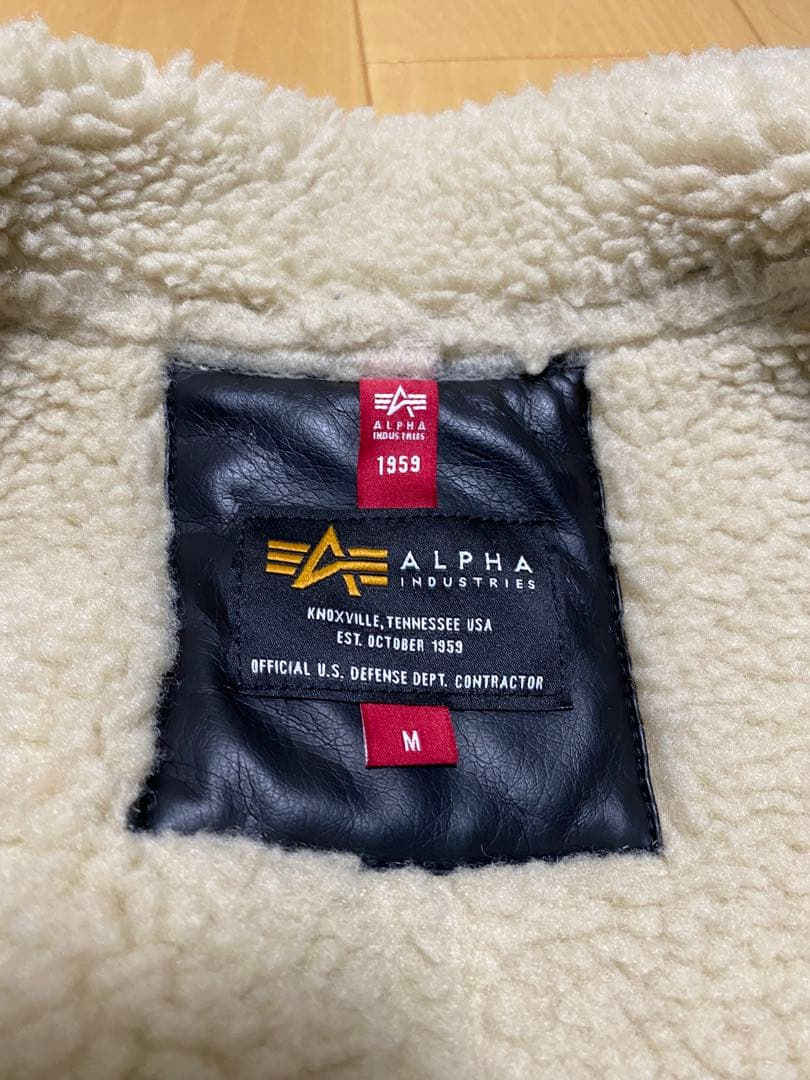 ALPHA
INDUSTRIES
1959
ALPHA
INDUSTRIES
KNOXVILLE, TENNESSEE USA
EST. OCTOBER 1959
OFFICIAL U.S. DEFENSE DEPT. CONTRACTOR
M